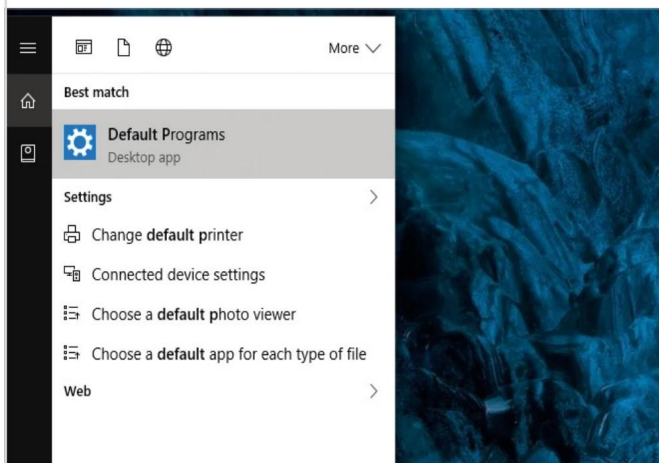 More
Best match
Default Programs
Desktop app
Settings
Change default printer
Connected device settings
Choose a default photo viewer
Choose a default app for each type of file
Web